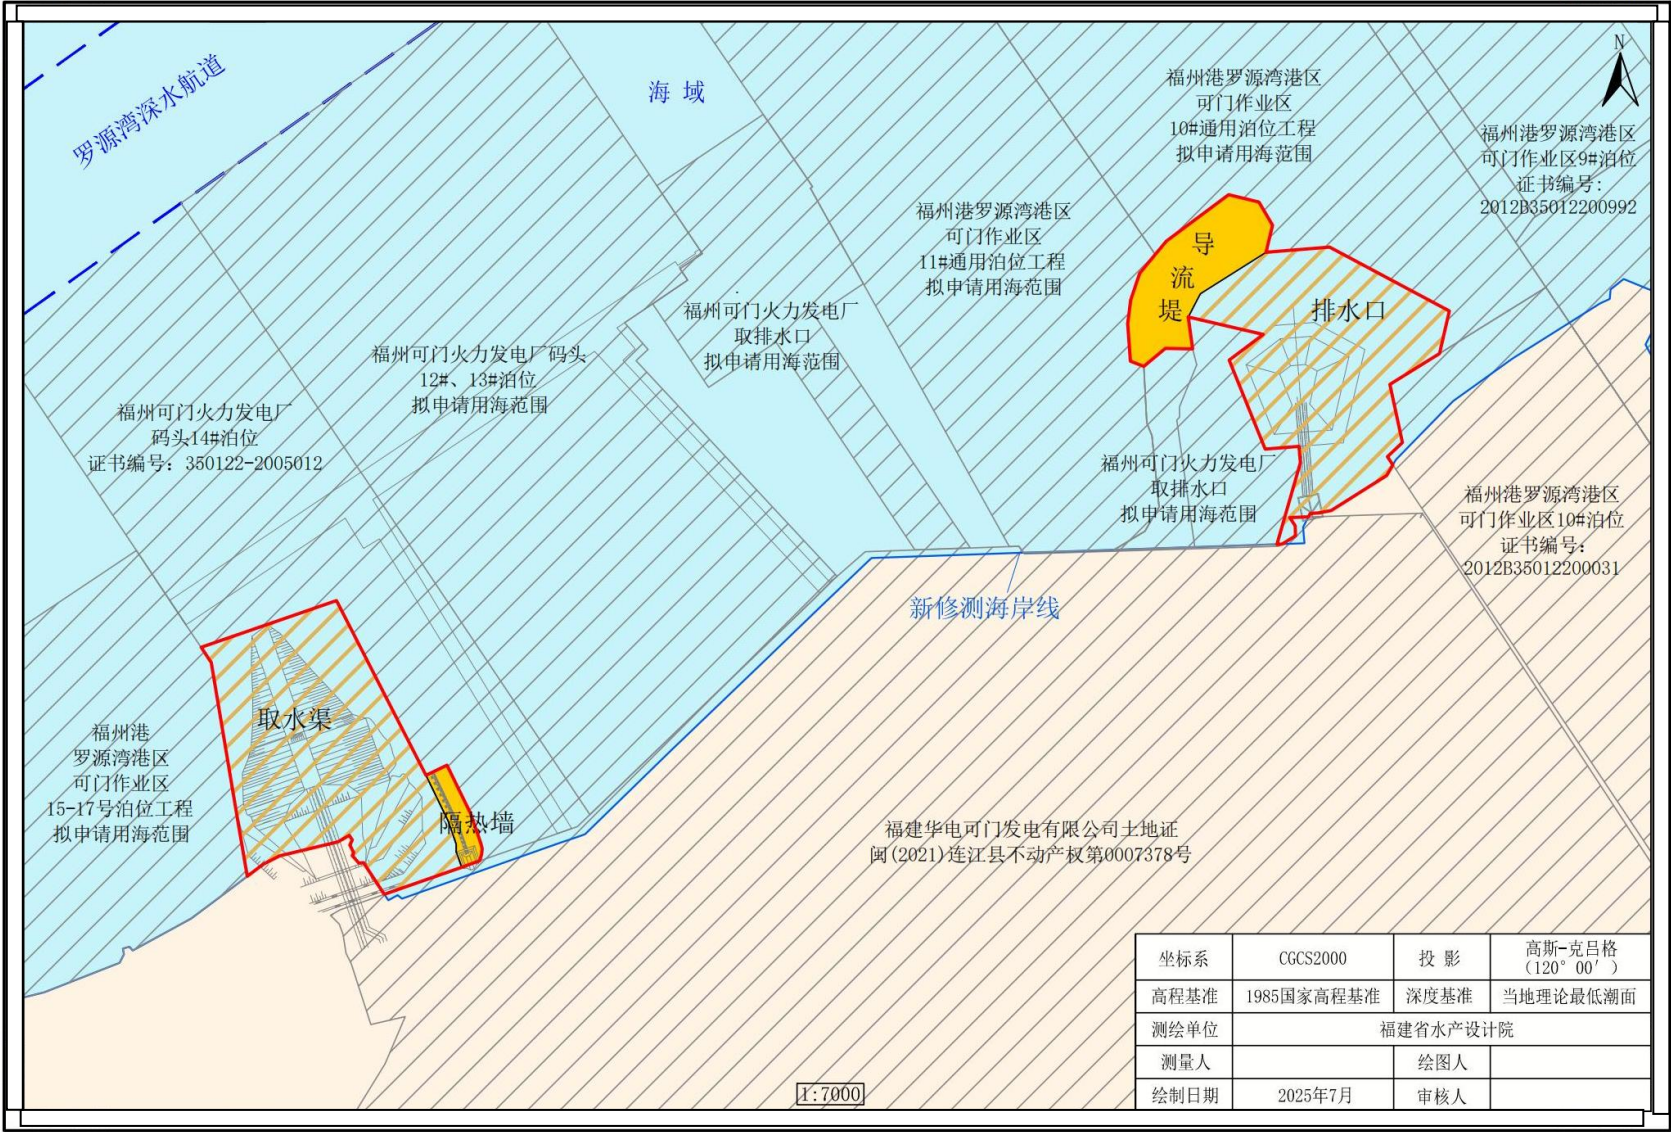 N
罗源湾深水航道
海 域
福州港罗源湾港区
可门作业区
10#通用泊位工程
拟申请用海范围
福州港罗源湾港区
可门作业区9#泊位
证书编号:
2012B35012200992
福州港罗源湾港区
可门作业区
11#通用泊位工程
拟申请用海范围
导
流
堤
排水口
福州可门火力发电厂
取排水口
拟申请用海范围
福州可门火力发电厂码头
12#、13#泊位
拟申请用海范围
福州可门火力发电厂
码头14#泊位
证书编号: 350122-2005012
福州可门火力发电厂
取排水口
拟申请用海范围
福州港罗源湾港区
可门作业区10#泊位
证书编号:
2012B35012200031
新修测海岸线
取水渠
福州港
罗源湾港区
可门作业区
15-17号泊位工程
拟申请用海范围
隔热墙
福建华电可门发电有限公司土地证
闽(2021)连江县不动产权第0007378号
坐标系 CGCS2000 投 影 高斯-克吕格
(120° 00′ )
高程基准 1985国家高程基准 深度基准 当地理论最低潮面
测绘单位 福建省水产设计院
测量人 绘图人
绘制日期 2025年7月 审核人
1:7000